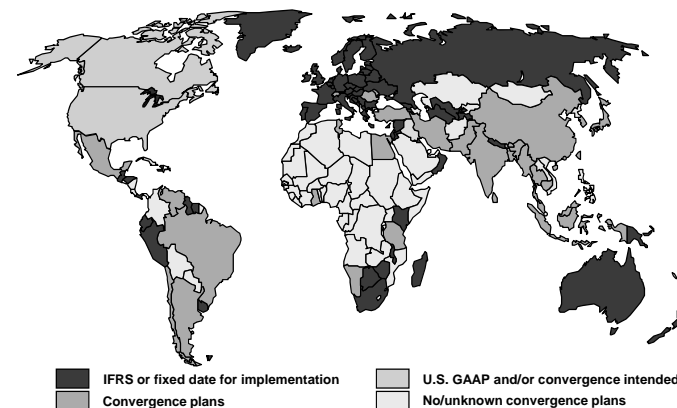 IFRS or fixed date for implementation
Convergence plans
U.S. GAAP and/or convergence intended
No/unknown convergence plans